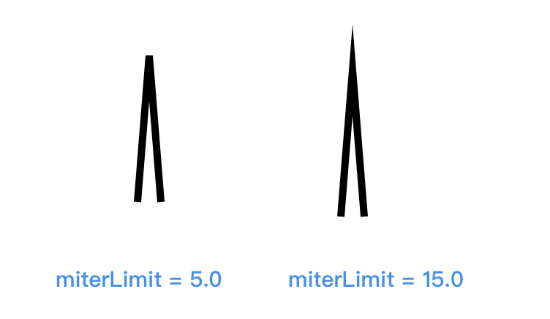 miterLimit = 5.0
miterLimit = 15.0